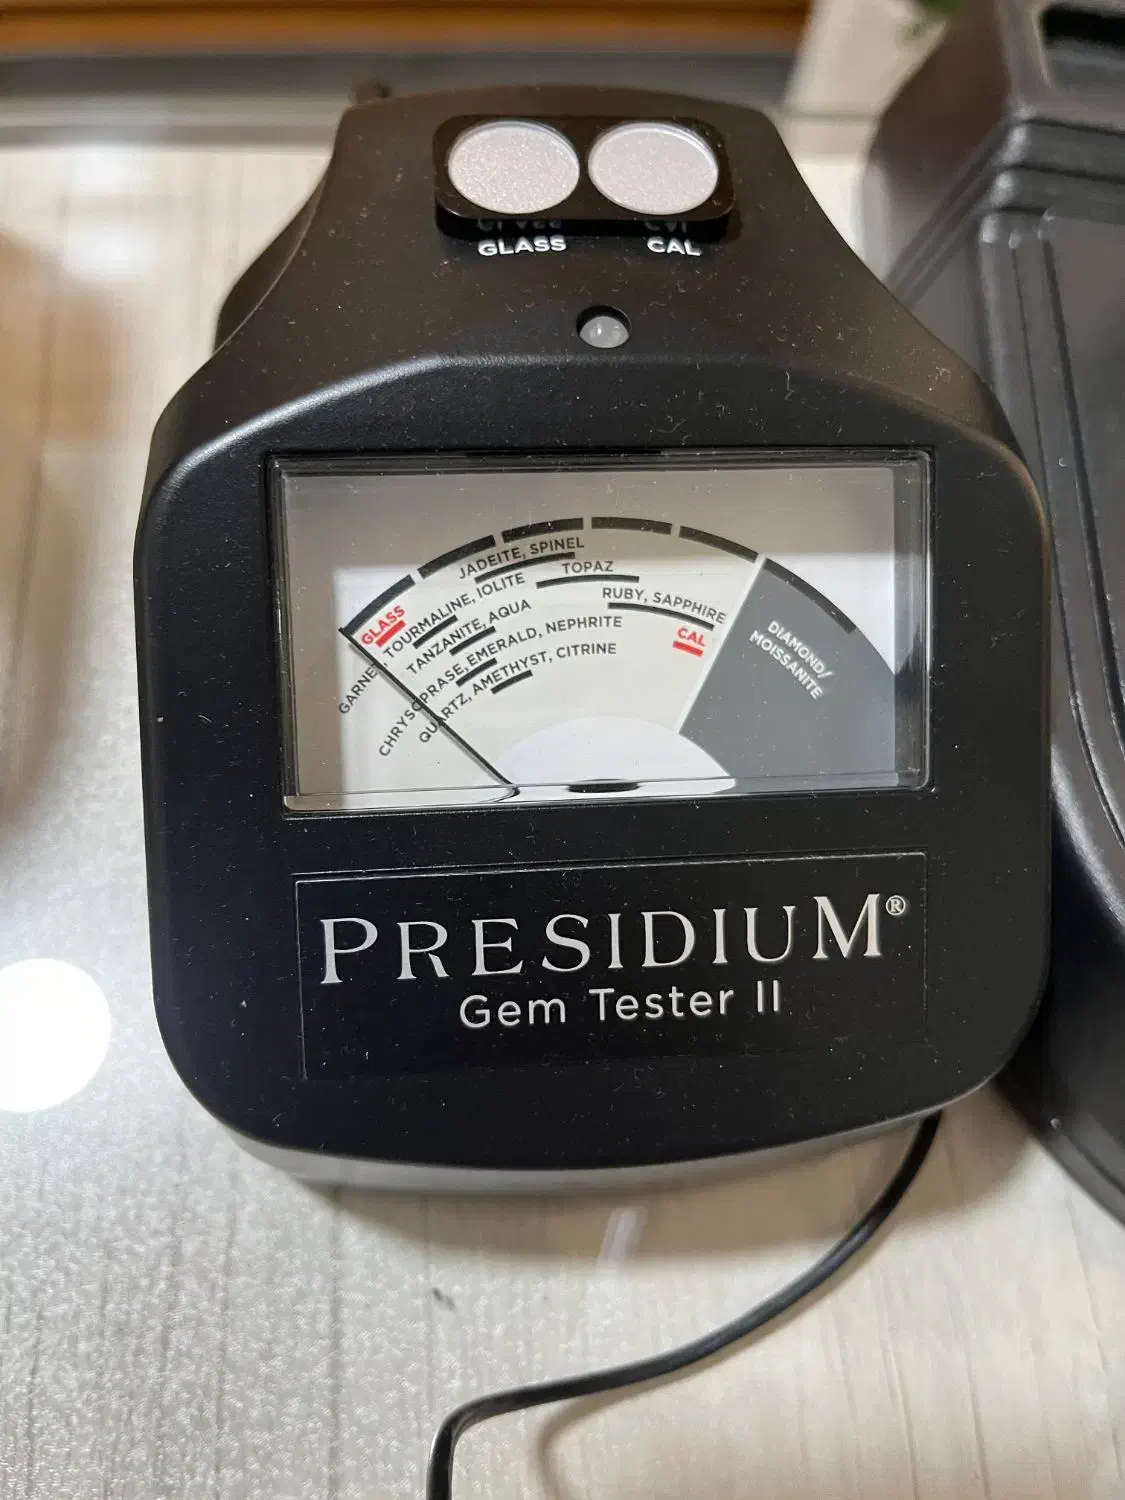 GLASS
CAL
JADEITE, SPINEL
TOPAZ
RUBY, SAPPHIRE
GLASS
CAL
GARNET, TOURMALINE, IOLITE
TANZANITE, AQUA
CHRYSOPRASE, EMERALD, NEPHRITE
QUARTZ, AMETHYST, CITRINE
DIAMOND/
MOISSANITE
PRESIDIUM®
Gem Tester II